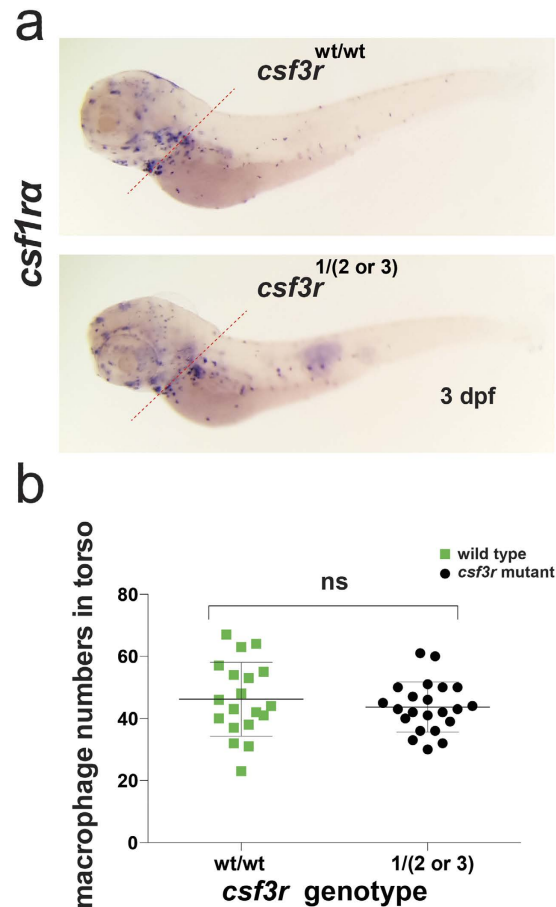 a
csf1rα
csf3r wt/wt
csf3r 1/(2 or 3)
3 dpf
b
macrophage numbers in torso
wild type
csf3r mutant
ns
80
60
40
20
0
wt/wt
1/(2 or 3)
csf3r genotype